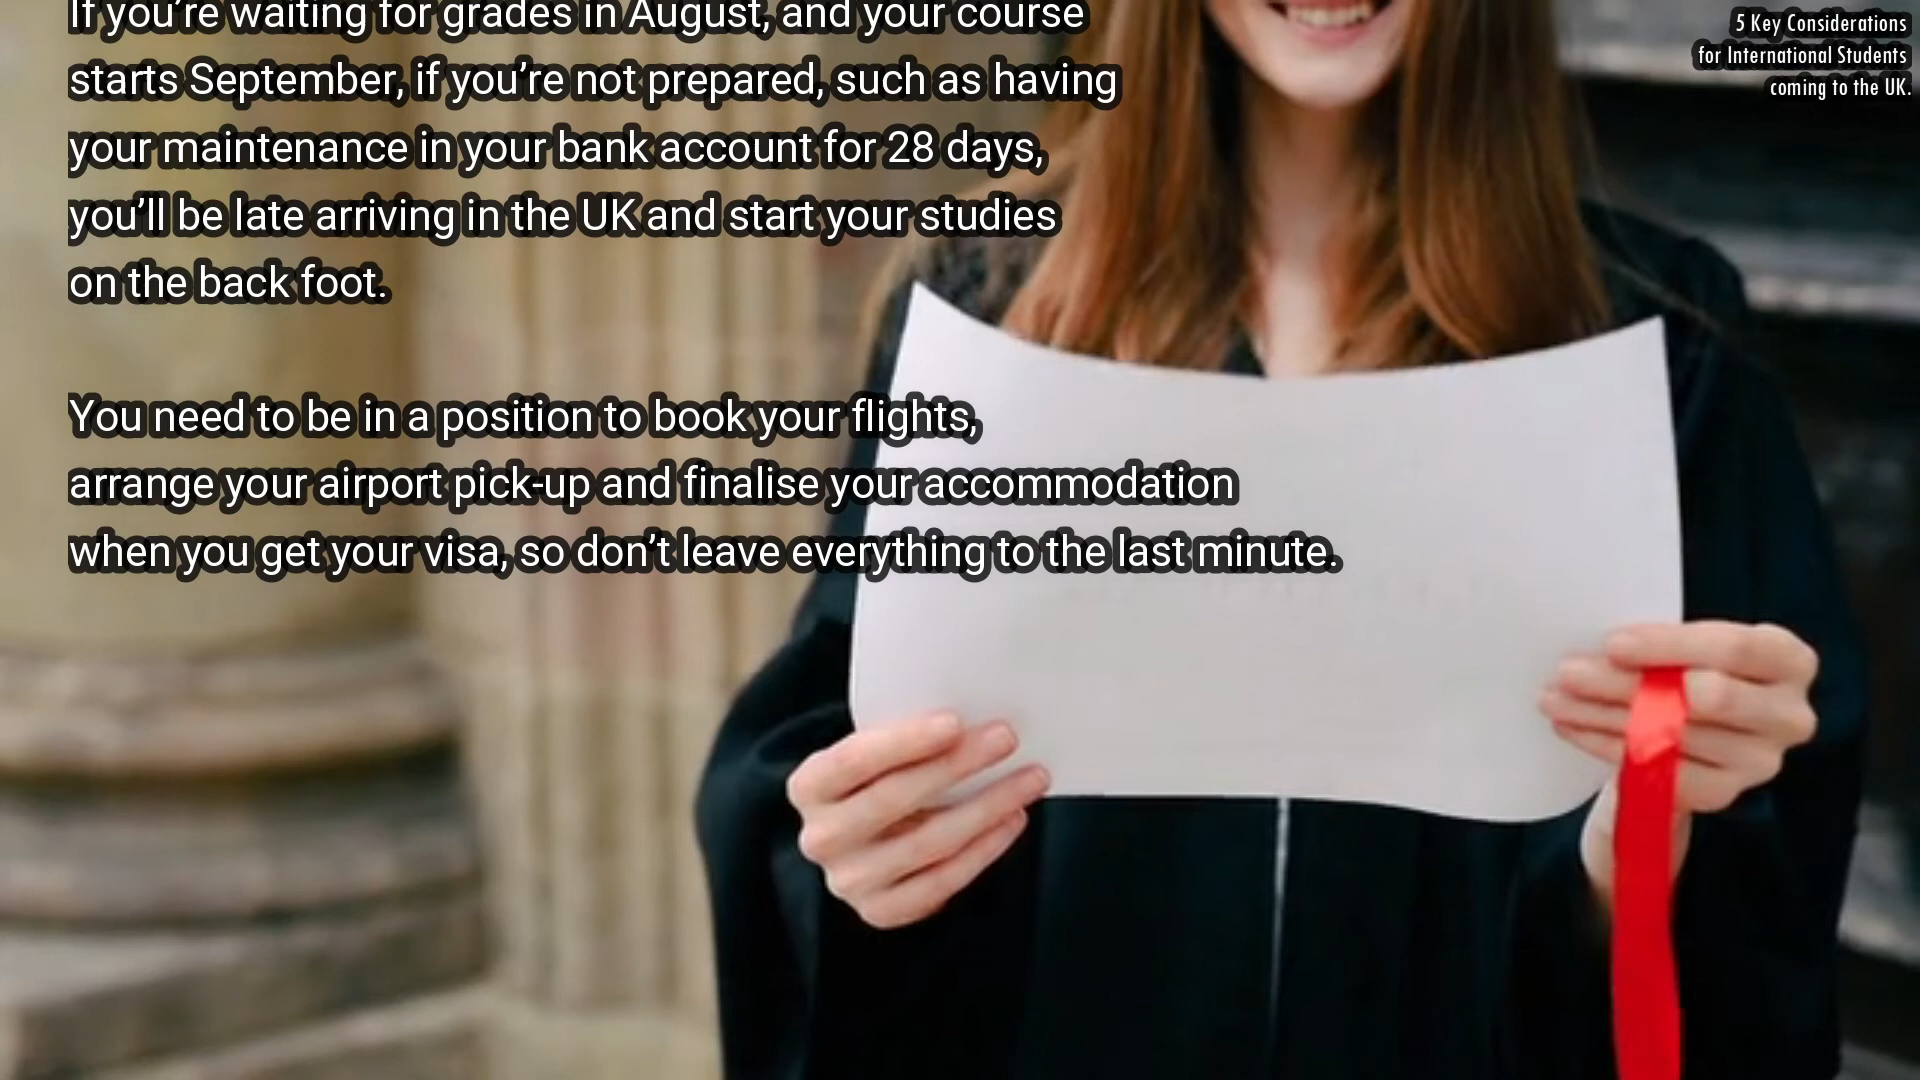 If you’re waiting for grades in August, and your course
starts September, if you’re not prepared, such as having
your maintenance in your bank account for 28 days,
you’ll be late arriving in the UK and start your studies
on the back foot.
You need to be in a position to book your flights,
arrange your airport pick-up and finalise your accommodation
when you get your visa, so don’t leave everything to the last minute.
5 Key Considerations
for International Students
coming to the UK.